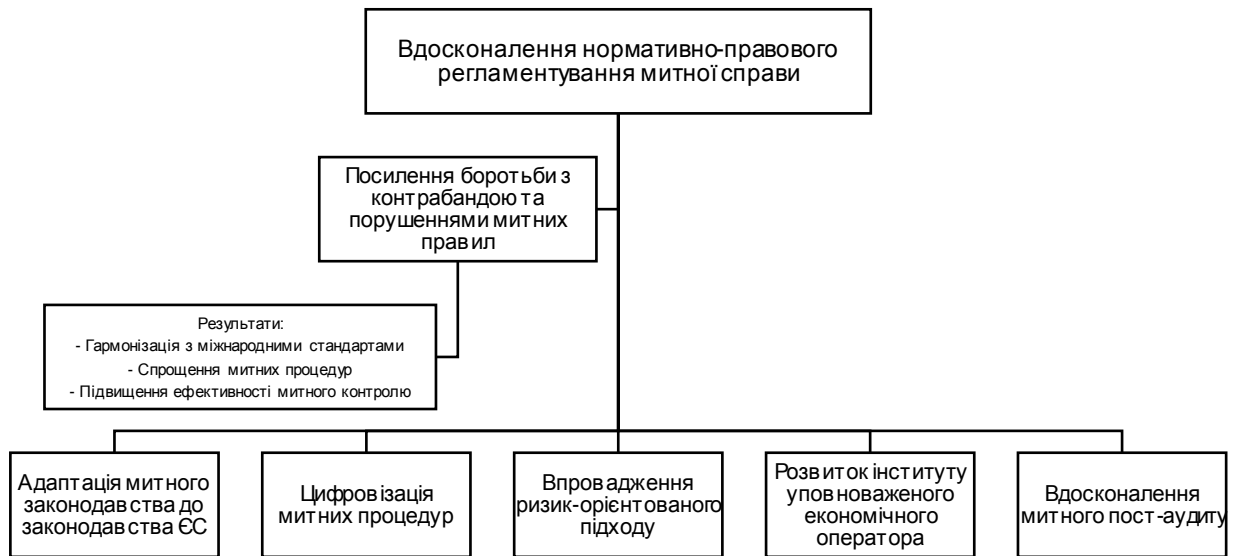 Вдосконалення нормативно-правового
регламентування митної справи
Посилення боротьби з
контрабандою та
порушеннями митних
правил
Результати:
- Гармонізація з міжнародними стандартами
- Спрощення митних процедур
- Підвищення ефективності митного контролю
Адаптація митного
законодавства до
законодавства ЄС
Цифровізація
митних процедур
Впровадження
ризик-орієнтованого
підходу
Розвиток інституту
уповноваженого
економічного
оператора
Вдосконалення
митного пост-аудиту